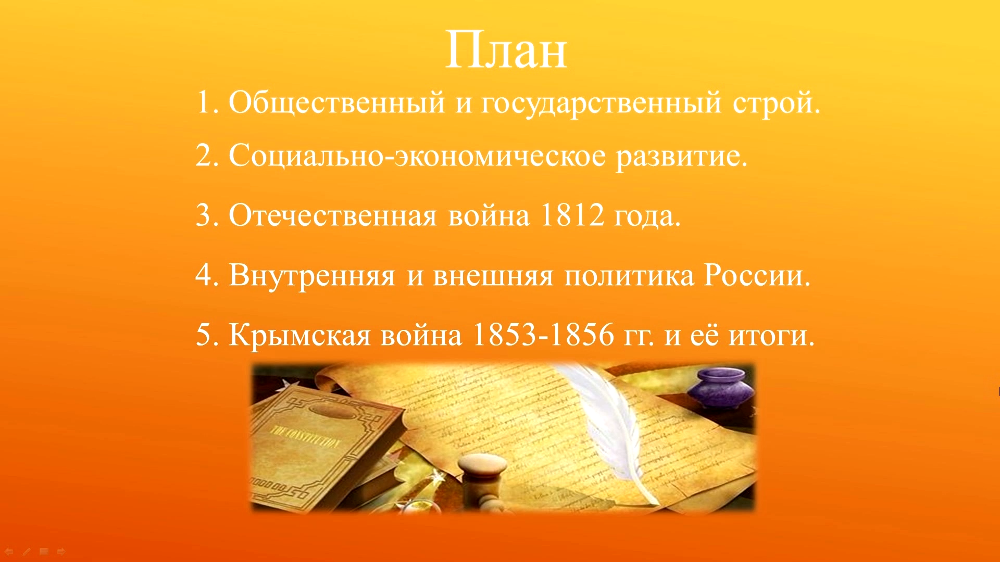 План
1. Общественный и государственный строй.
2. Социально-экономическое развитие.
3. Отечественная война 1812 года.
4. Внутренняя и внешняя политика России.
5. Крымская война 1853-1856 гг. и её итоги.
THE CONSTITUTION